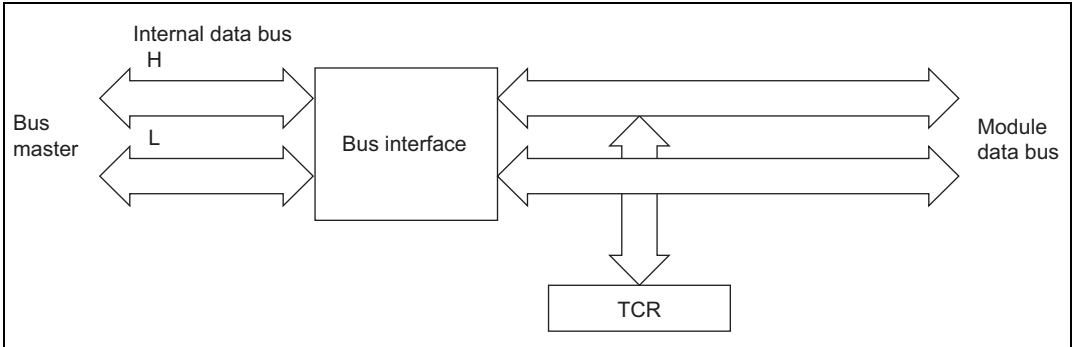 Internal data bus
H
Bus
master
L
Bus interface
Module
data bus
TCR